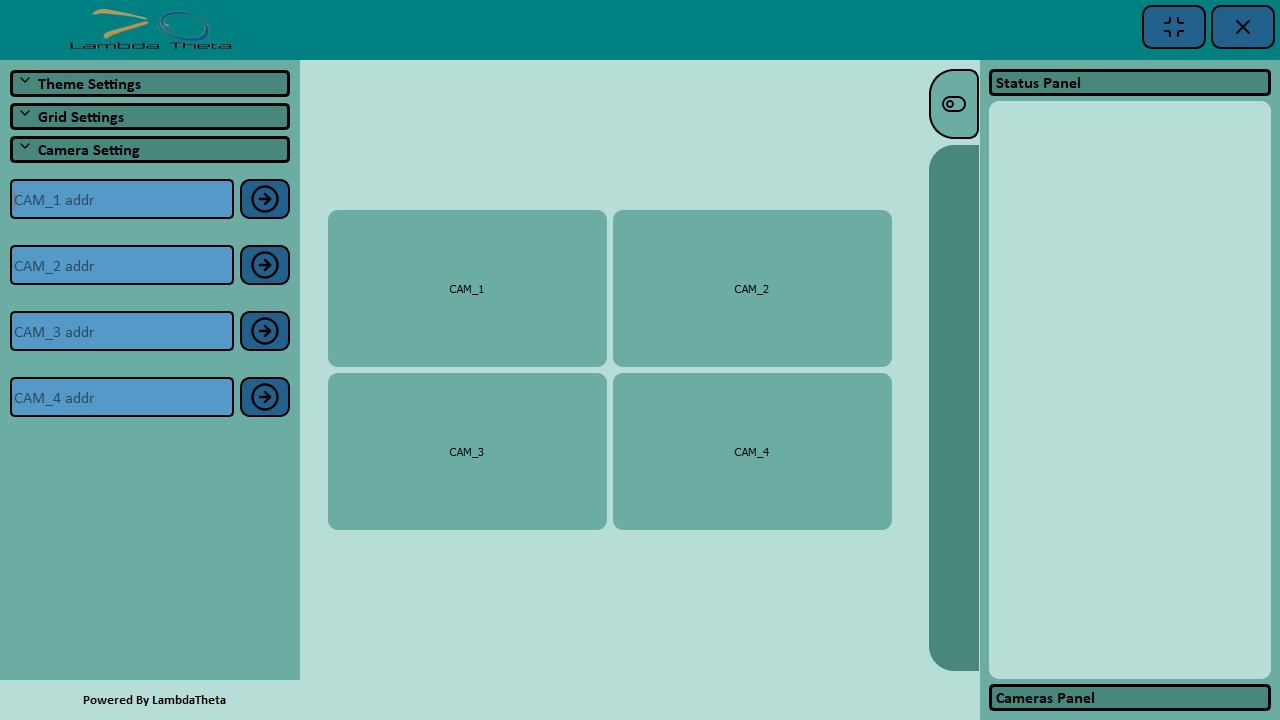 Lambda Theta
Theme Settings
Grid Settings
Camera Setting
CAM_1 addr
CAM_2 addr
CAM_3 addr
CAM_4 addr
Powered By LambdaTheta
CAM_1
CAM_2
CAM_3
CAM_4
Status Panel
Cameras Panel